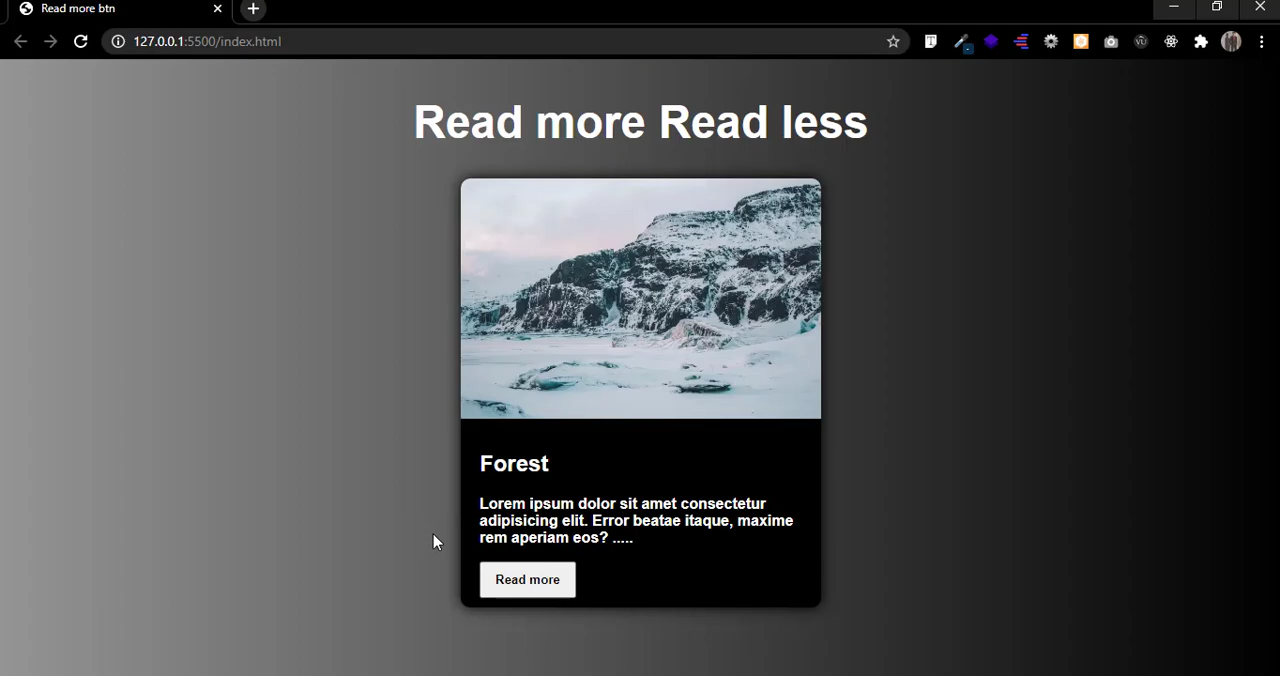 Read more btn
127.0.0.1:5500/index.html
Read more Read less
Forest
Lorem ipsum dolor sit amet consectetur
adipisicing elit. Error beatae itaque, maxime
rem aperiam eos? .....
Read more